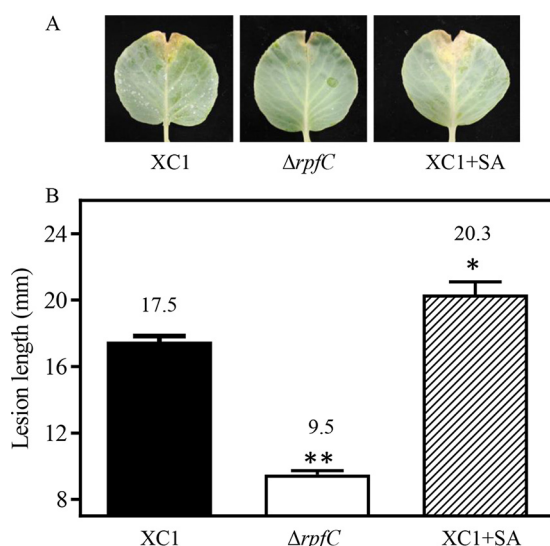 A
XC1 ΔrpfC XC1+SA
B
Lesion length (mm)
24
20
16
12
8
17.5
9.5
**
20.3
*
XC1 ΔrpfC XC1+SA